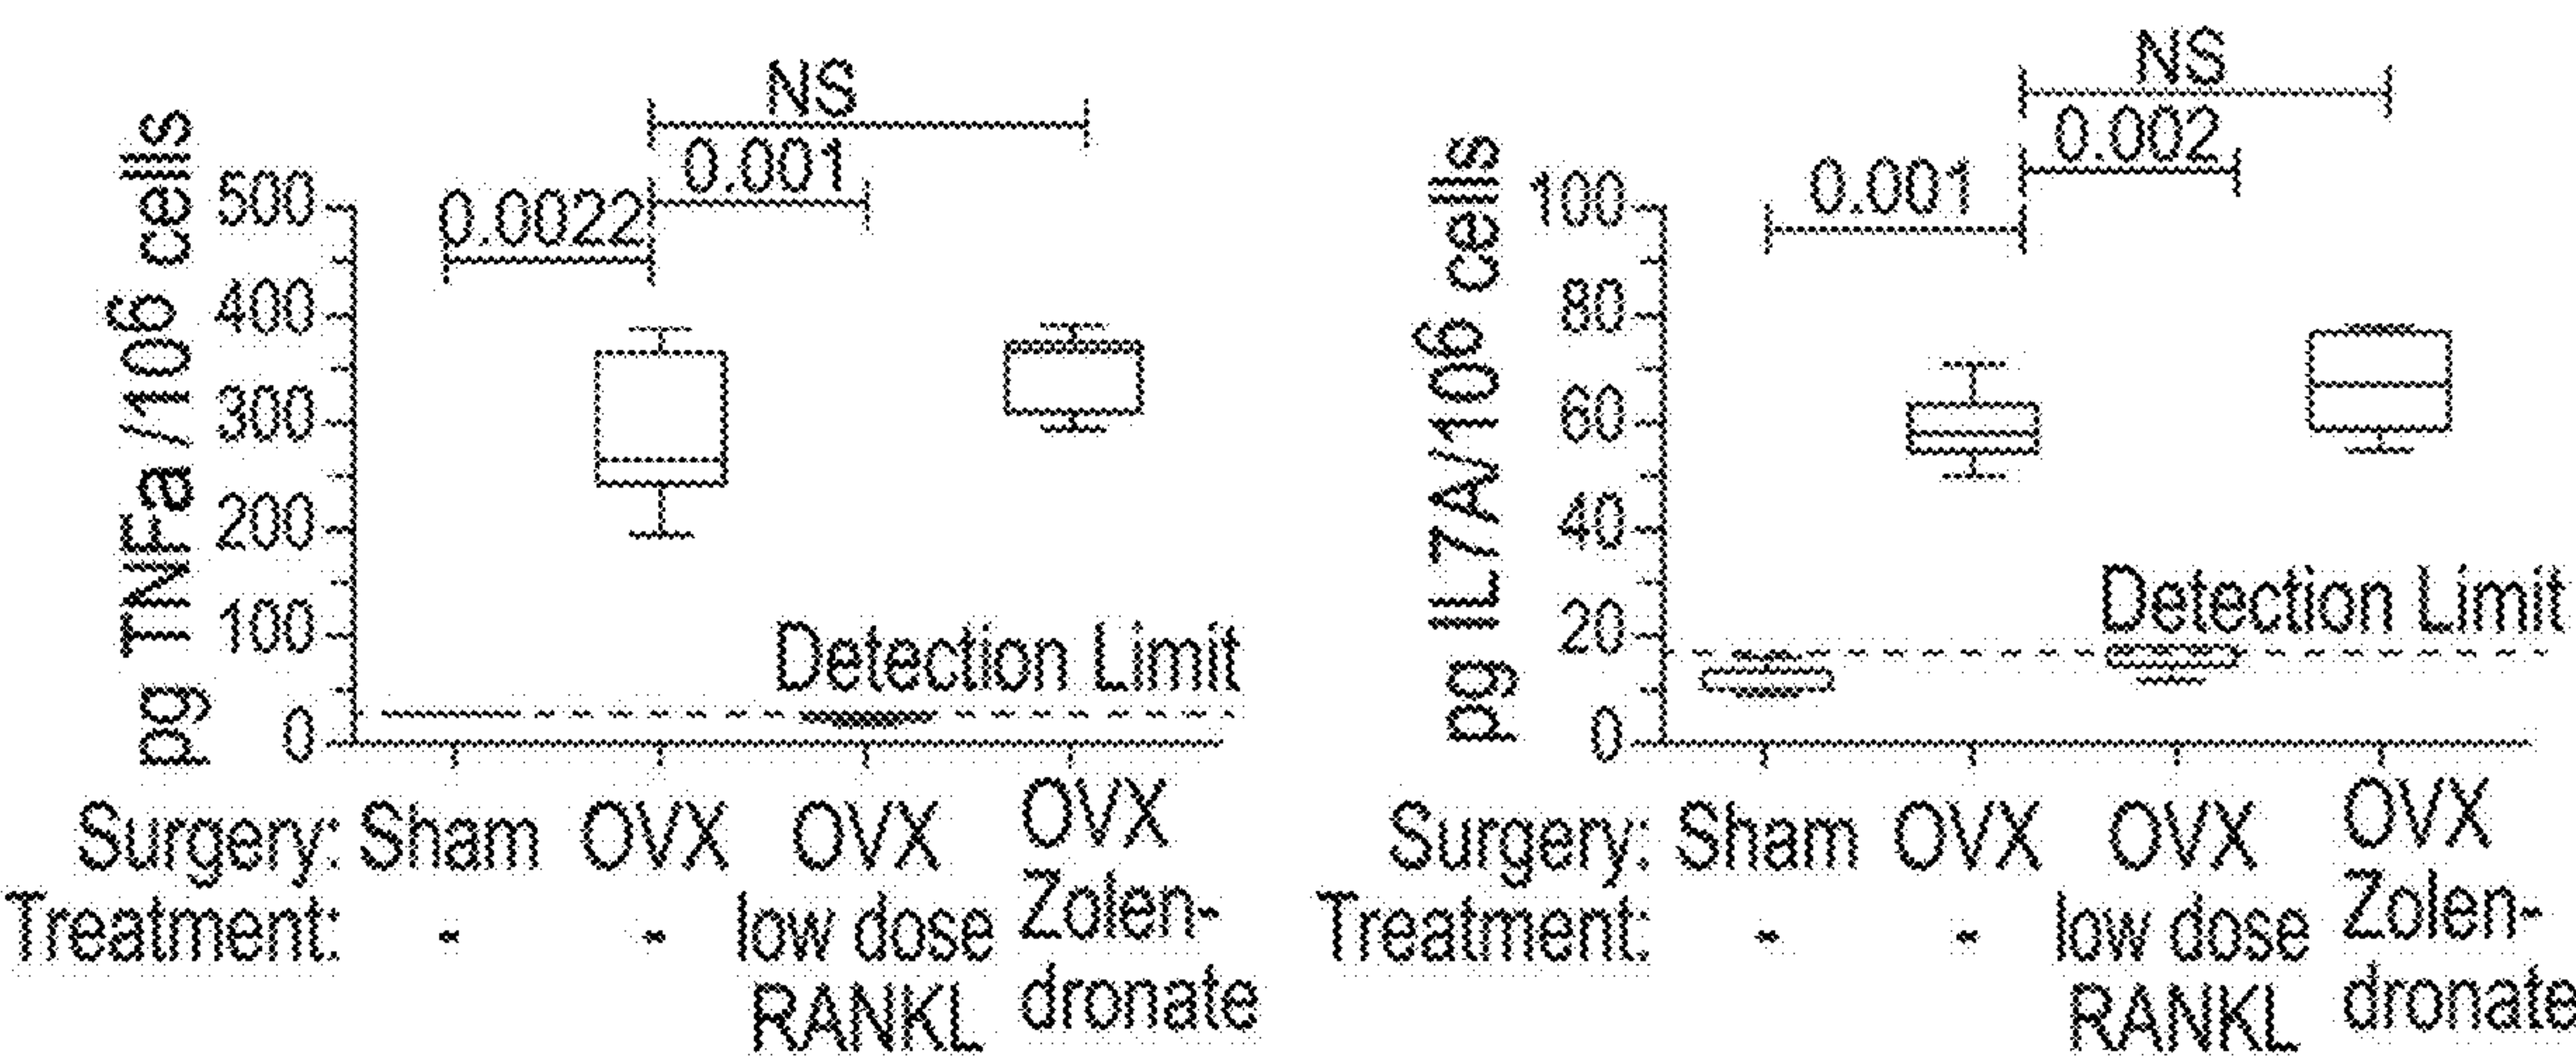 NS
0.001
0.0022
pg TNFa/106 cells
500
400
300
200
100
0
Detection Limit
Surgery: Sham OVX OVX OVX
Treatment: - - low dose Zolen-
RANKL dronate
NS
0.002
0.001
pg IL7A/106 cells
100
80
60
40
20
0
Detection Limit
Surgery: Sham OVX OVX OVX
Treatment: - - low dose Zolen-
RANKL dronate